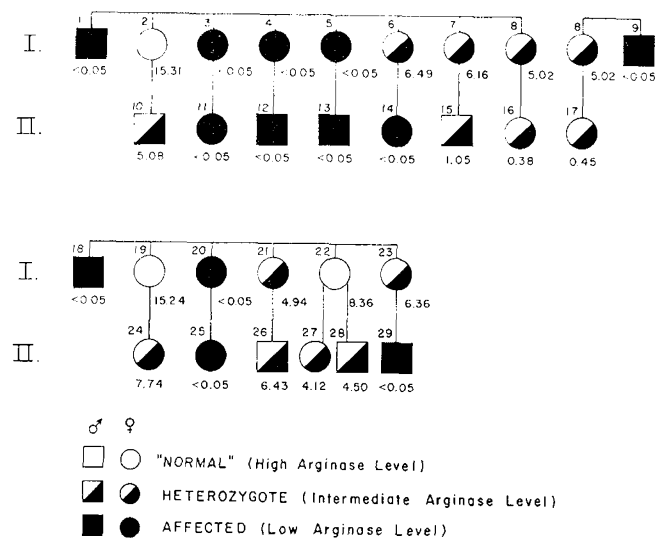 1 2 3 4 5 6 7 8 8 9
I.
<0.05 15.31 <0.05 <0.05 <0.05 6.49 6.16 5.02 5.02 <0.05
10 11 12 13 14 15 16 17
II.
5.08 <0.05 <0.05 <0.05 <0.05 1.05 0.38 0.45
18 19 20 21 22 23
I.
<0.05 15.24 <0.05 4.94 8.36 6.36
24 25 26 27 28 29
II.
7.74 <0.05 6.43 4.12 4.50 <0.05
♂ ♀
"NORMAL" (High Arginase Level)
HETEROZYGOTE (Intermediate Arginase Level)
AFFECTED (Low Arginase Level)